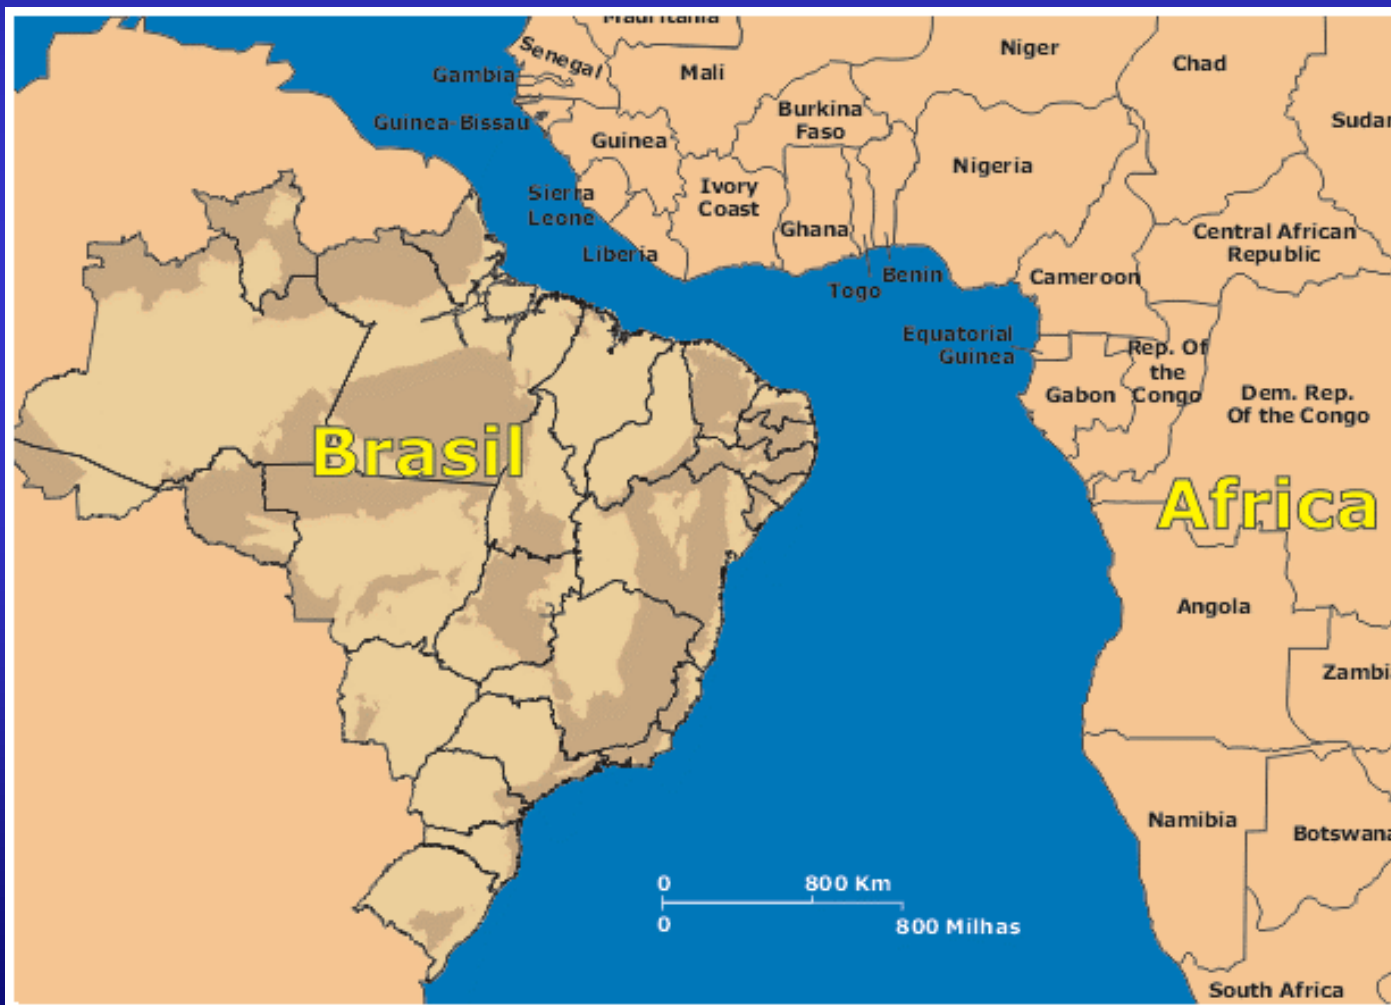 Mauritania
Niger
Chad
Senegal
Mali
Gambia
Burkina
Faso
Guinea-Bissau
Guinea
Sudan
Nigeria
Ivory
Coast
Sierra
Leone
Ghana
Central African
Republic
Liberia
Benin
Togo
Cameroon
Equatorial
Guinea
Rep. Of
the
Congo
Gabon
Dem. Rep.
Of the Congo
Brasil
Africa
Angola
Zambi
Namibia
Botswana
0
800 Km
0
800 Milhas
South Africa